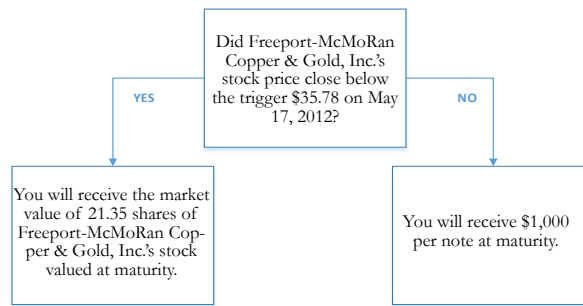 Did Freeport-McMoRan
Copper & Gold, Inc.'s
stock price close below
the trigger $35.78 on May
17, 2012?
YES
NO
You will receive the market
value of 21.35 shares of
Freeport-McMoRan Cop-
per & Gold, Inc.'s stock
valued at maturity.
You will receive $1,000
per note at maturity.